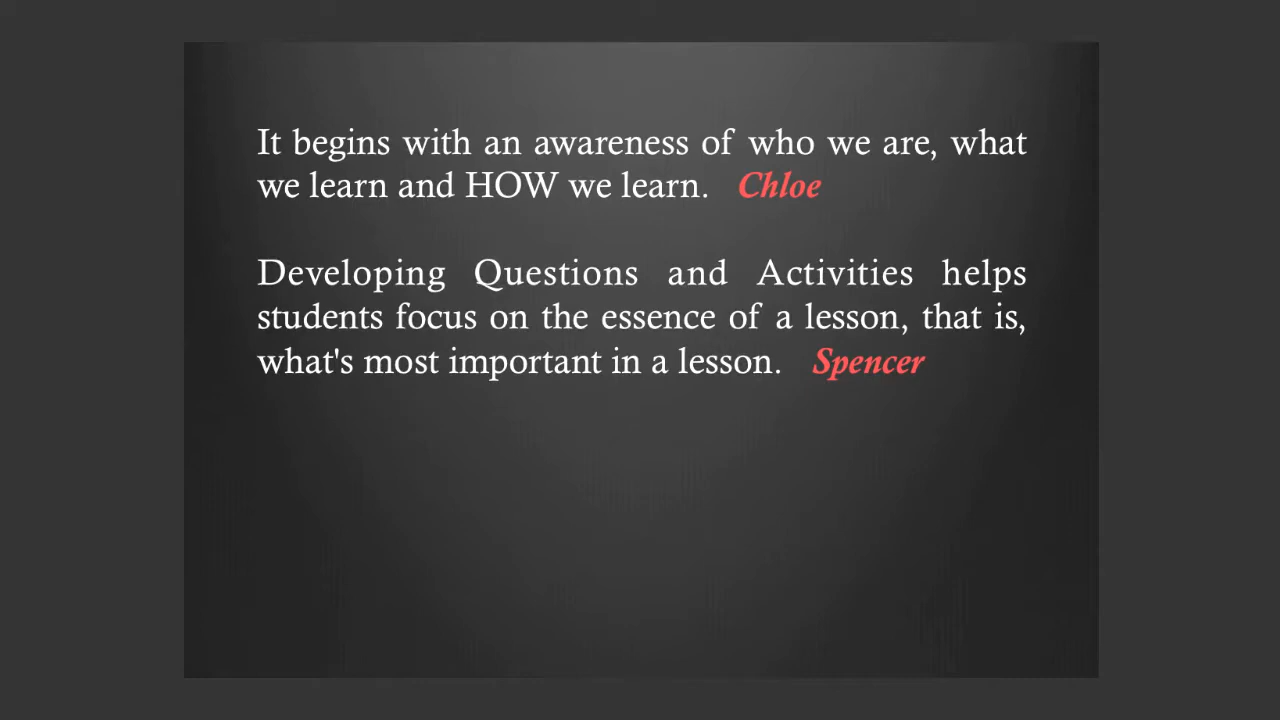 It begins with an awareness of who we are, what
we learn and HOW we learn. Chloe
Developing Questions and Activities helps
students focus on the essence of a lesson, that is,
what's most important in a lesson. Spencer